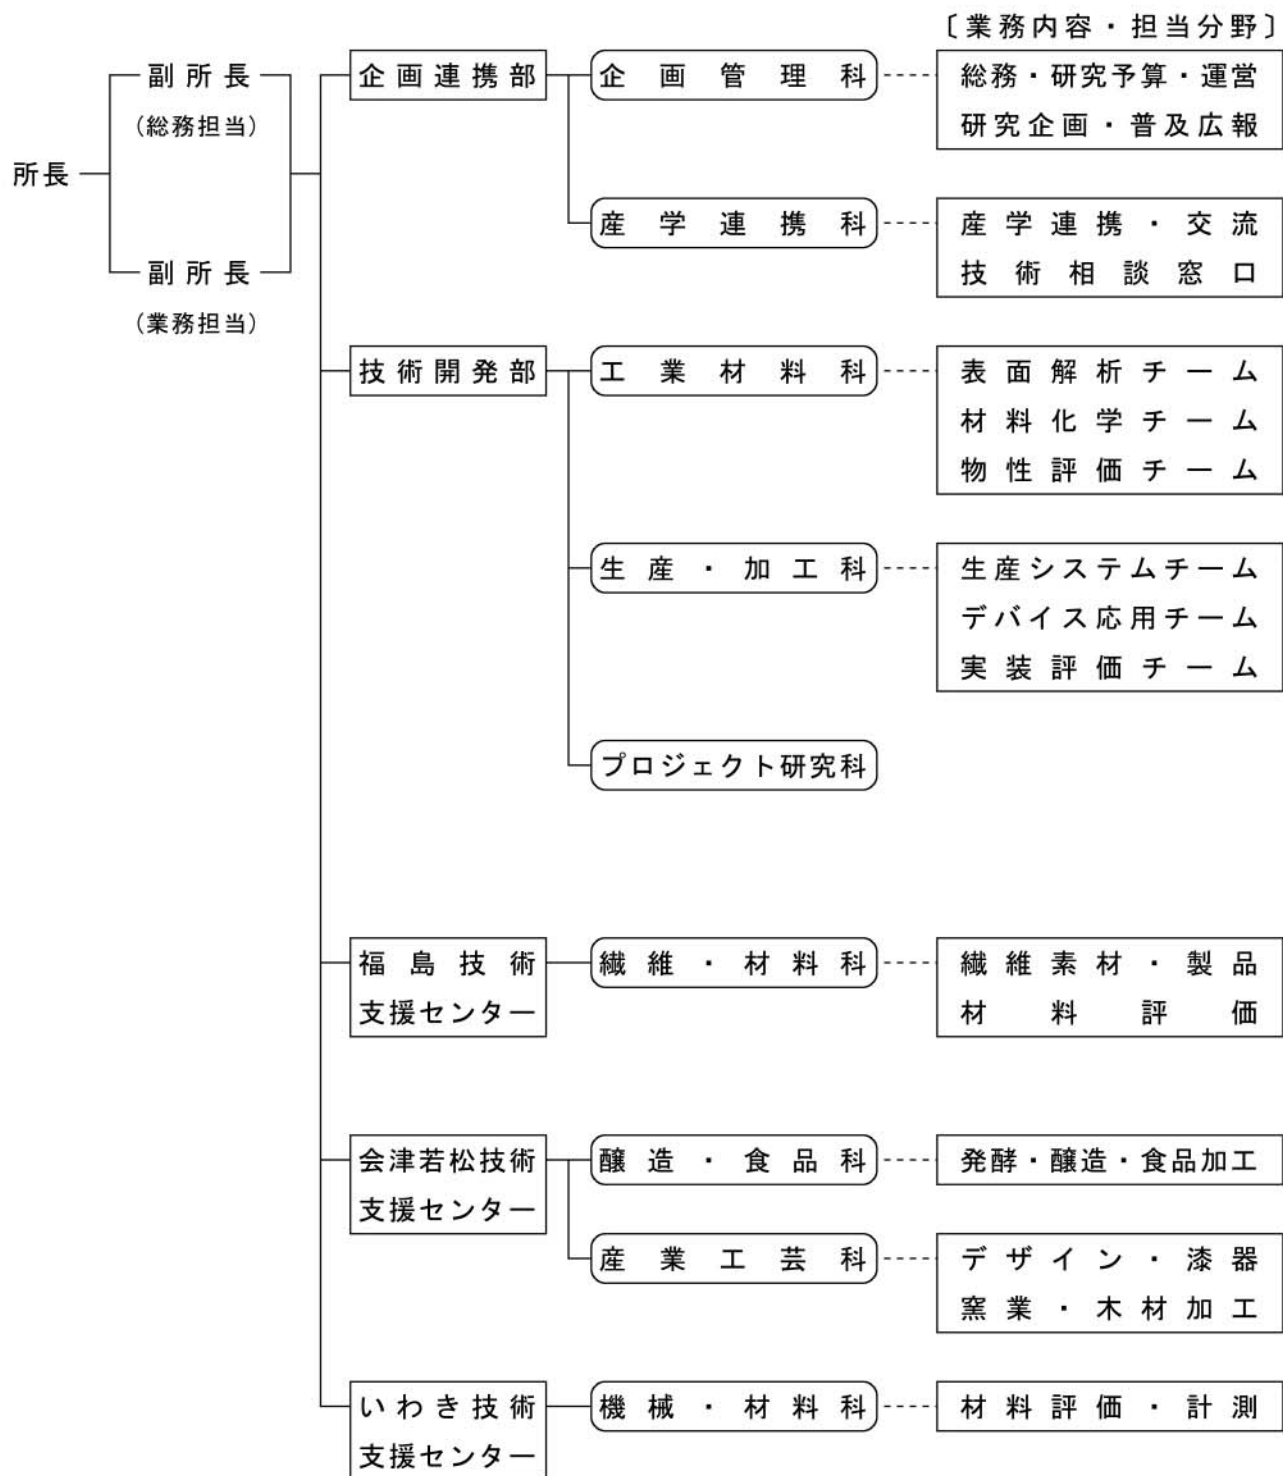 〔業務内容・担当分野〕
所長
副所長
（総務担当）
副所長
（業務担当）
企画連携部
企画管理科
総務・研究予算・運営
研究企画・普及広報
産学連携科
産学連携・交流
技術相談窓口
技術開発部
工業材料科
表面解析チーム
材料化学チーム
物性評価チーム
生産・加工科
生産システムチーム
デバイス応用チーム
実装評価チーム
プロジェクト研究科
福島技術
支援センター
繊維・材料科
繊維素材・製品
材料評価
会津若松技術
支援センター
醸造・食品科
発酵・醸造・食品加工
産業工芸科
デザイン・漆器
窯業・木材加工
いわき技術
支援センター
機械・材料科
材料評価・計測